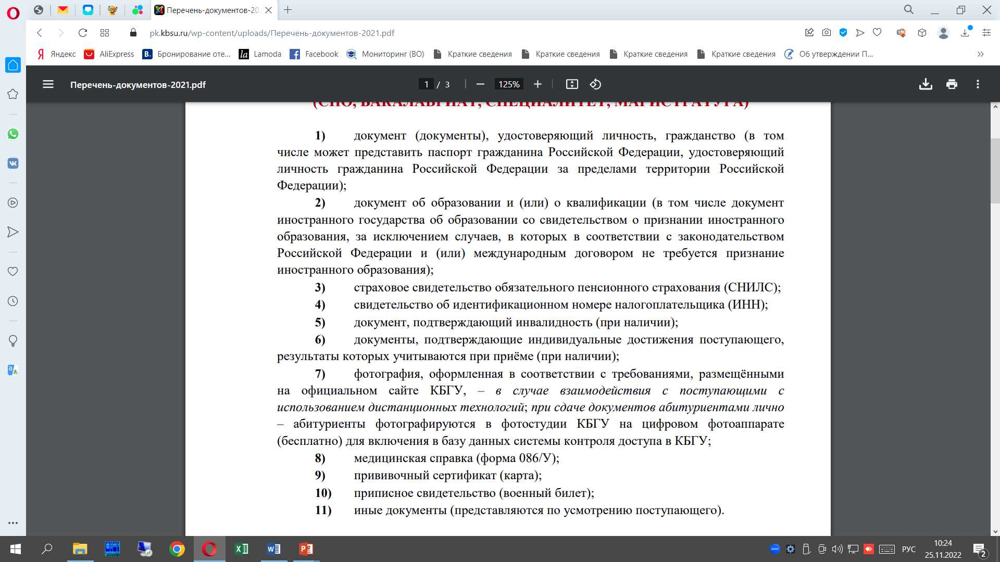 Перечень-документов-20
pk.kbsu.ru/wp-content/uploads/Перечень-документов-2021.pdf
Яндекс AliExpress B. Бронирование оте... la Lamoda Facebook Мониторинг (ВО) Краткие сведения Краткие сведения Краткие сведения Краткие сведения Об утверждении П...
Перечень-документов-2021.pdf 1 / 3 125%
(СПО, БАКАЛАВРИАТ, СПЕЦИАЛИТЕТ, МАГИСТРАТУРА)
1) документ (документы), удостоверяющий личность, гражданство (в том
числе может представить паспорт гражданина Российской Федерации, удостоверяющий
личность гражданина Российской Федерации за пределами территории Российской
Федерации);
2) документ об образовании и (или) о квалификации (в том числе документ
иностранного государства об образовании со свидетельством о признании иностранного
образования, за исключением случаев, в которых в соответствии с законодательством
Российской Федерации и (или) международным договором не требуется признание
иностранного образования);
3) страховое свидетельство обязательного пенсионного страхования (СНИЛС);
4) свидетельство об идентификационном номере налогоплательщика (ИНН);
5) документ, подтверждающий инвалидность (при наличии);
6) документы, подтверждающие индивидуальные достижения поступающего,
результаты которых учитываются при приёме (при наличии);
7) фотография, оформленная в соответствии с требованиями, размещёнными
на официальном сайте КБГУ, – в случае взаимодействия с поступающими с
использованием дистанционных технологий; при сдаче документов абитуриентами лично
– абитуриенты фотографируются в фотостудии КБГУ на цифровом фотоаппарате
(бесплатно) для включения в базу данных системы контроля доступа в КБГУ;
8) медицинская справка (форма 086/У);
9) прививочный сертификат (карта);
10) приписное свидетельство (военный билет);
11) иные документы (представляются по усмотрению поступающего).
zoom РУС 10:24
25.11.2022 2